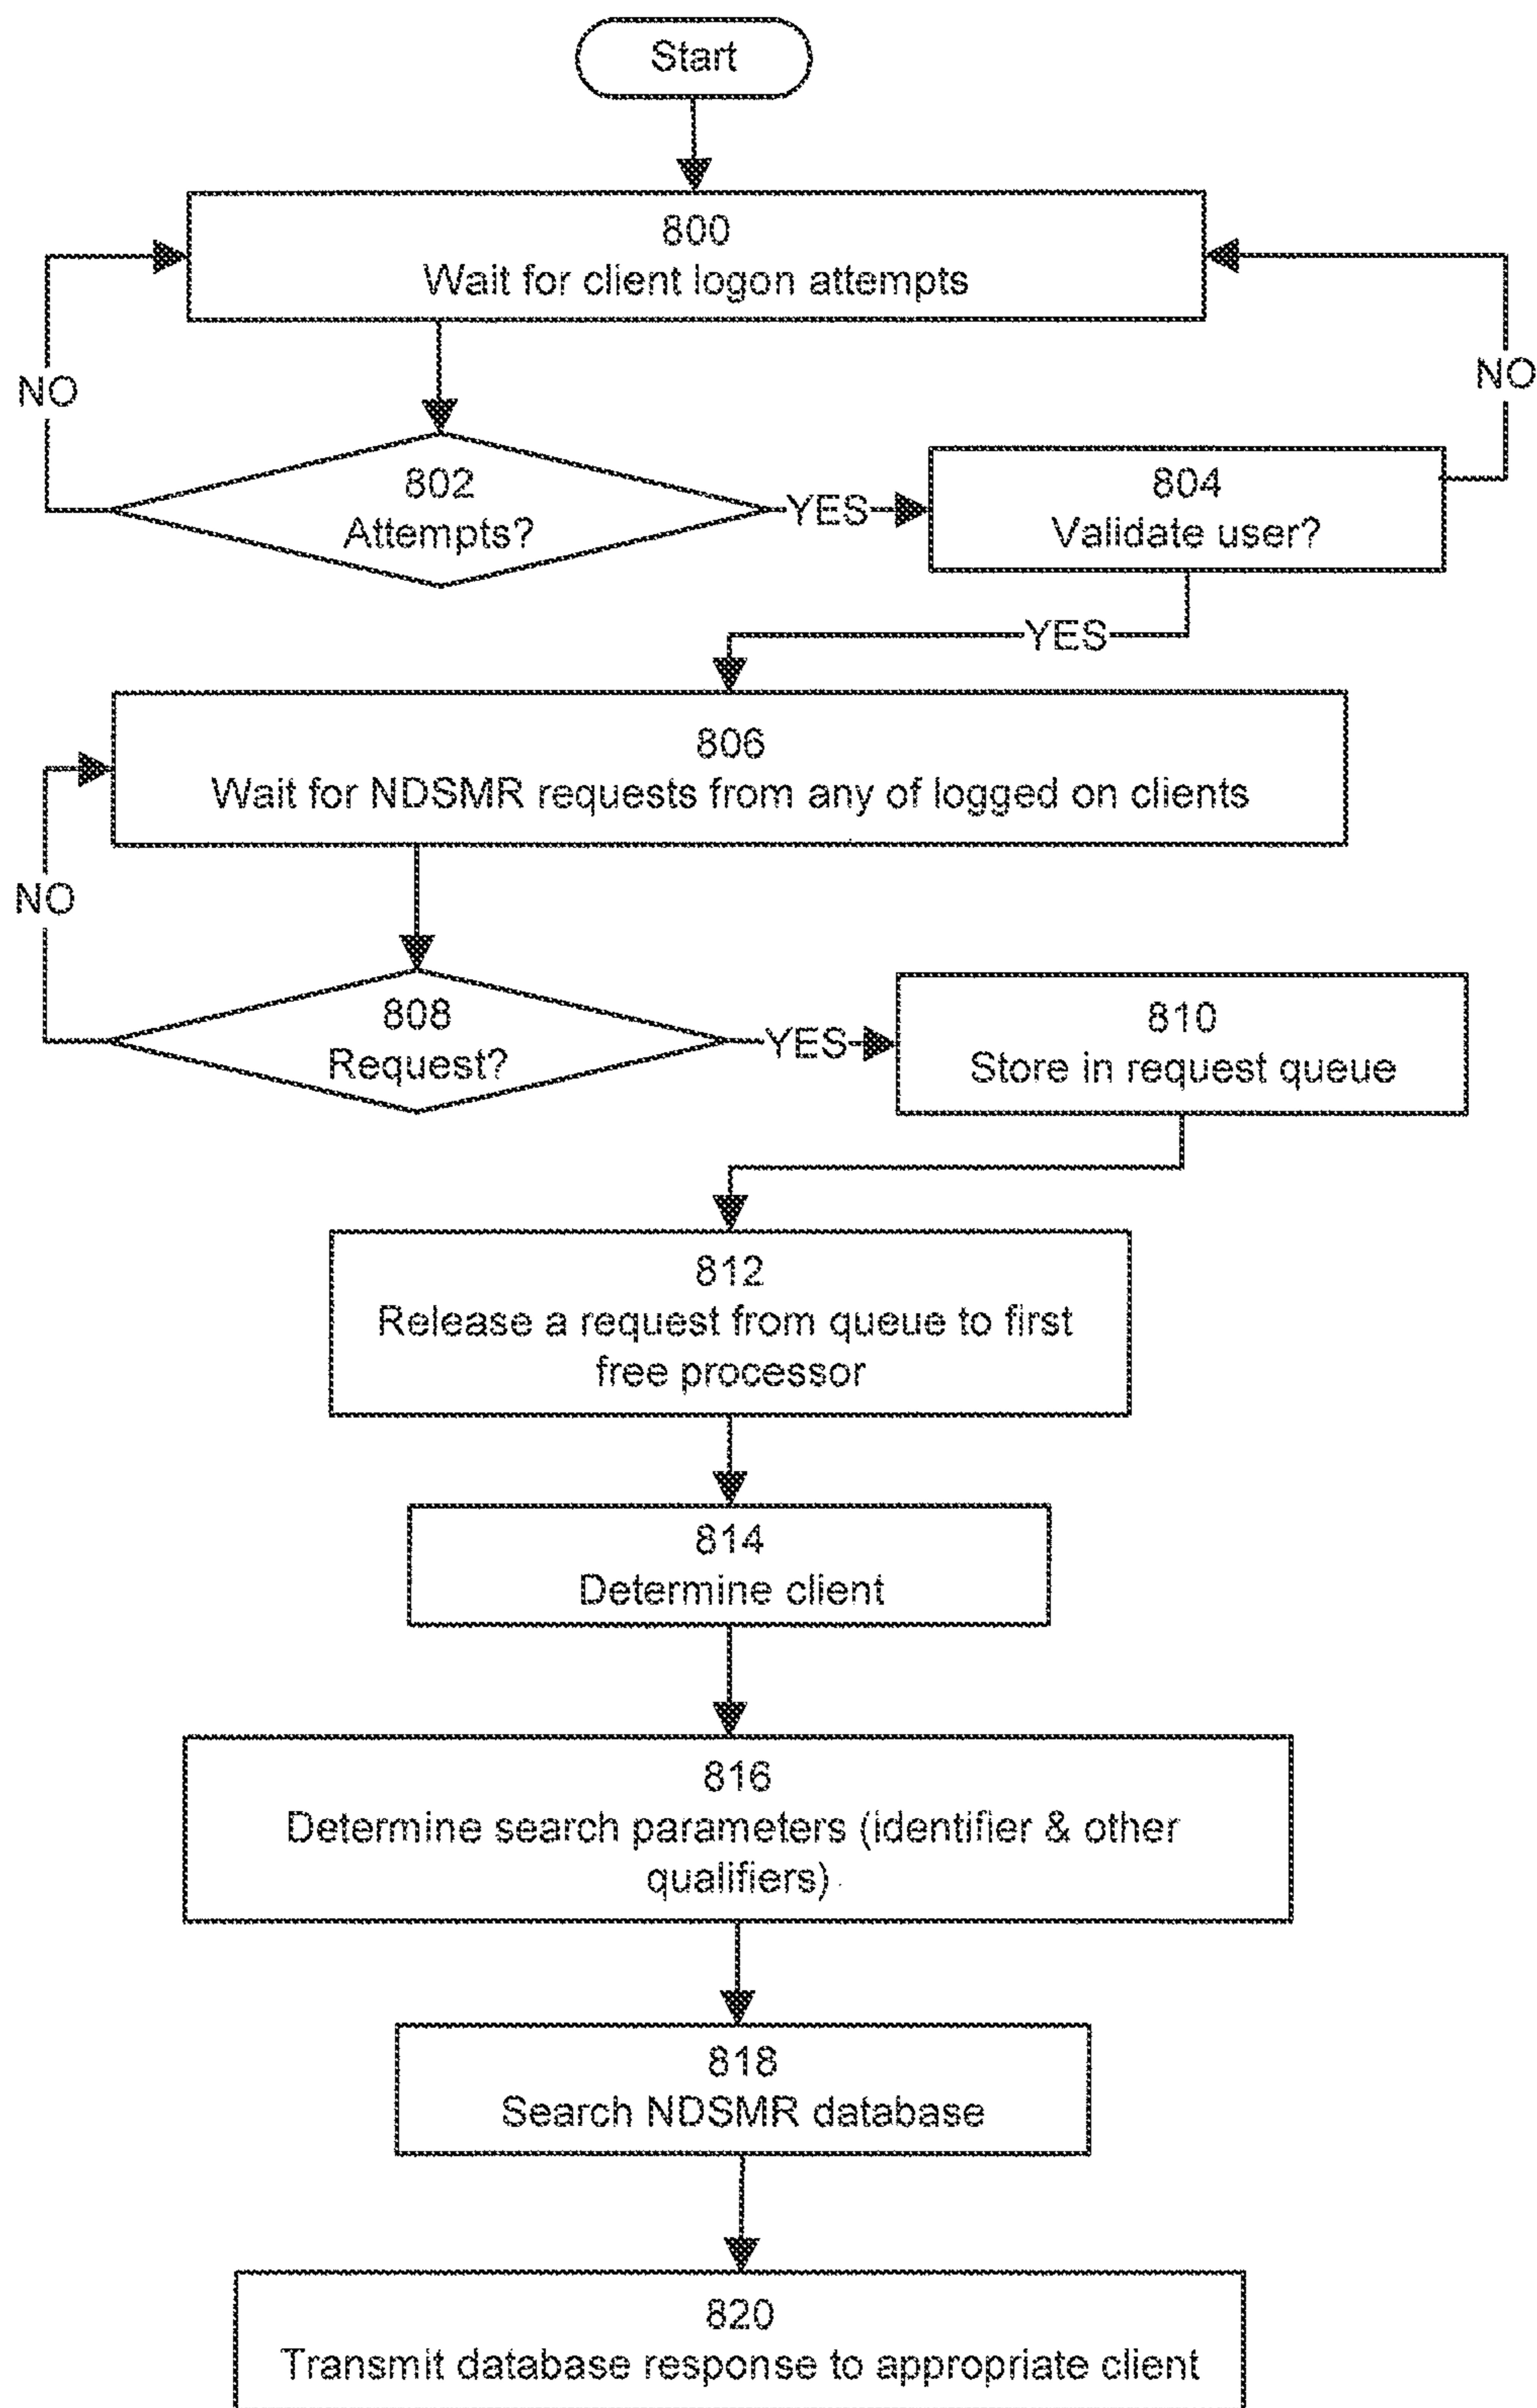 Start
800
Wait for client logon attempts
NO
NO
802
Attempts?
YES
804
Validate user?
YES
806
Wait for NDSMR requests from any of logged on clients
NO
808
Request?
YES
810
Store in request queue
812
Release a request from queue to first
free processor
814
Determine client
816
Determine search parameters (identifier & other
qualifiers)
818
Search NDSMR database
820
Transmit database response to appropriate client